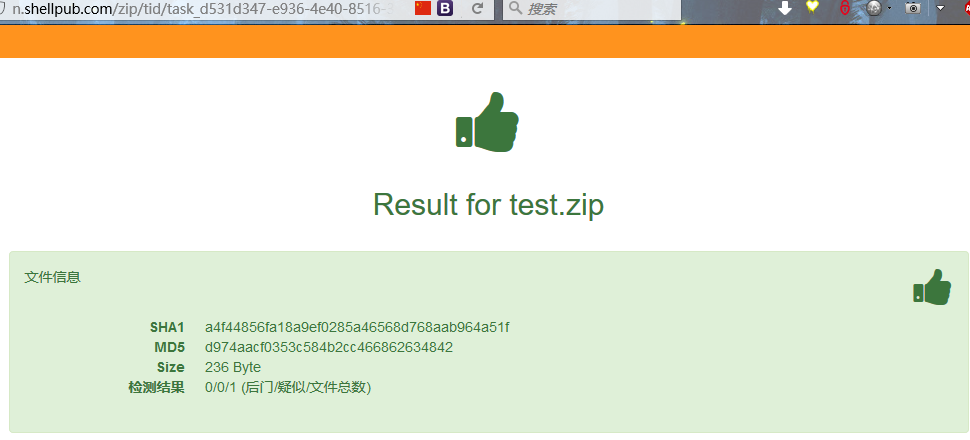 n.shellpub.com/zip/tid/task_d531d347-e936-4e40-8516-
搜索
Result for test.zip
文件信息
SHA1 a4f44856fa18a9ef0285a46568d768aab964a51f
MD5 d974aacf0353c584b2cc466862634842
Size 236 Byte
检测结果 0/0/1 (后门/疑似/文件总数)